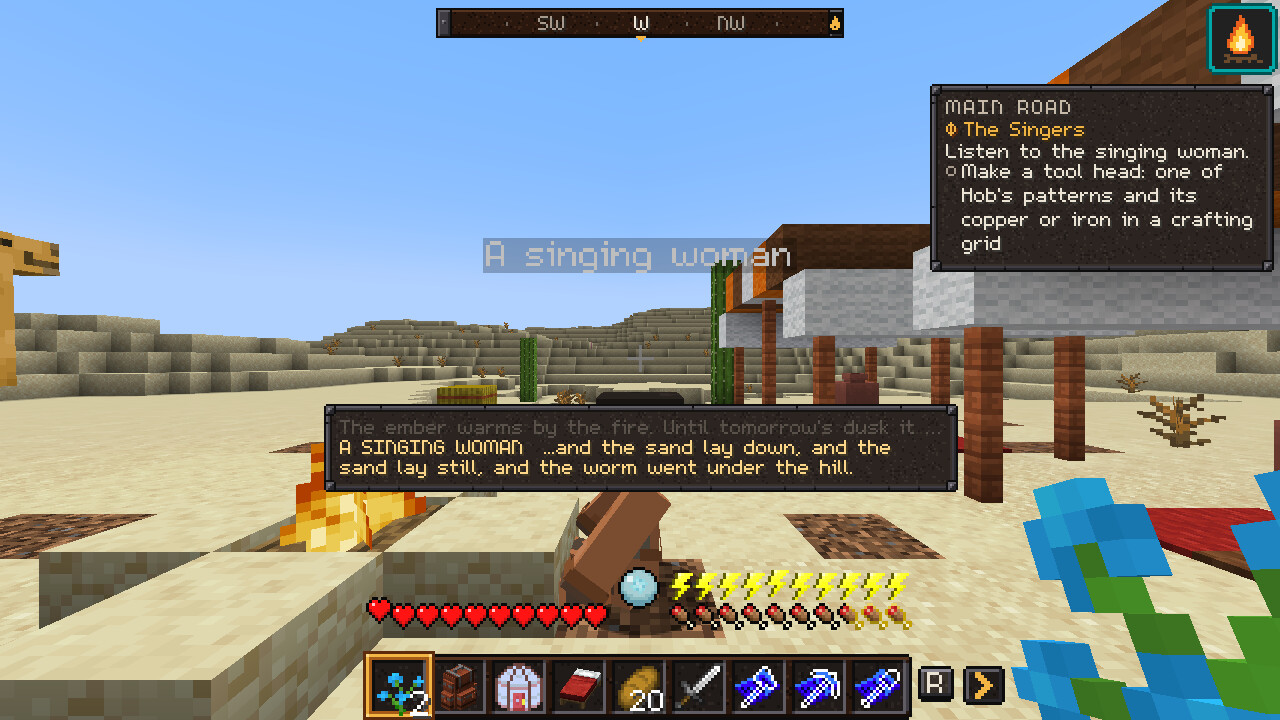 SW · W · NW
MAIN ROAD
The Singers
Listen to the singing woman.
Make a tool head: one of
Hob's patterns and its
copper or iron in a crafting
grid
A singing woman
The ember warms by the fire. Until tomorrow's dusk it ...
A SINGING WOMAN ...and the sand lay down, and the
sand lay still, and the worm went under the hill.
2
20
R